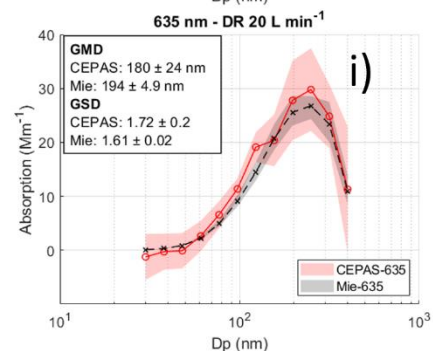 Dp (nm)
635 nm - DR 20 L min⁻¹
GMD
CEPAS: 180 ± 24 nm
Mie: 194 ± 4.9 nm
GSD
CEPAS: 1.72 ± 0.2
Mie: 1.61 ± 0.02
i)
Absorption (Mm⁻¹)
40
30
20
10
0
CEPAS-635
Mie-635
10¹
10²
10³
Dp (nm)